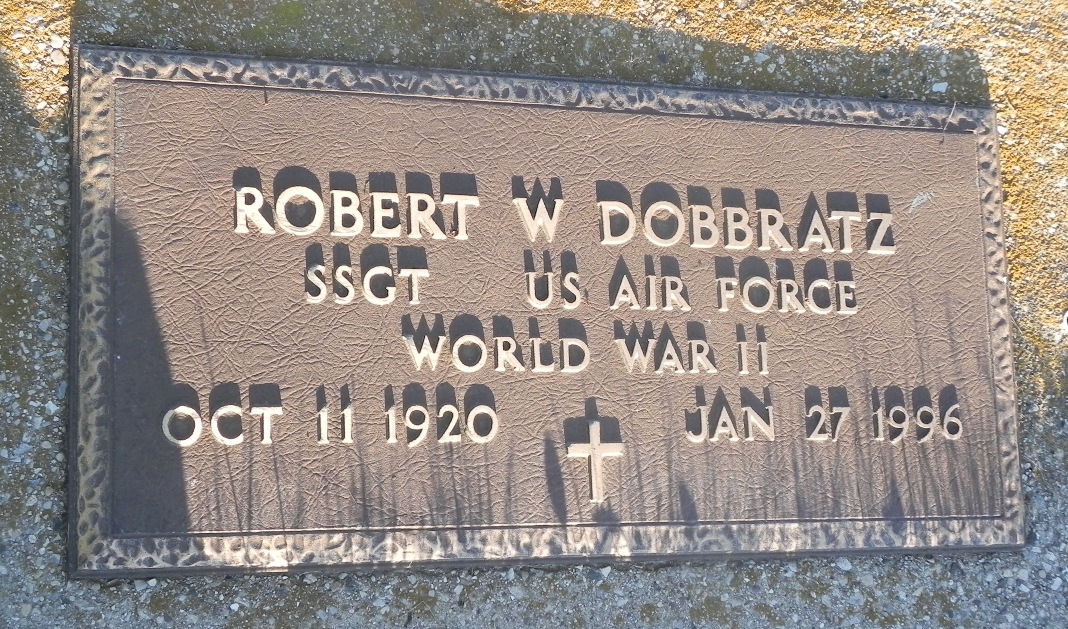 ROBERT W DOBBRATZ
SSGT US AIR FORCE
WORLD WAR II
OCT 11 1920 JAN 27 1996